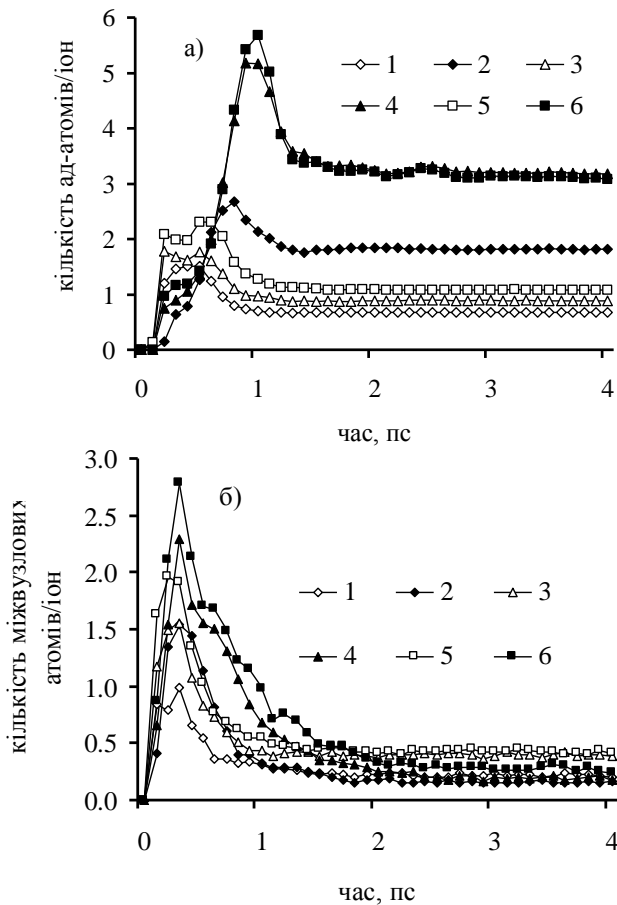 а)
6
5
4
3
2
1
0
кількість ад-атомів/іон
1 2 3
4 5 6
0 1 2 3 4
час, пс
б)
3.0
2.5
2.0
1.5
1.0
0.5
0.0
кількість міжвузлових
атомів/іон
1 2 3
4 5 6
0 1 2 3 4
час, пс